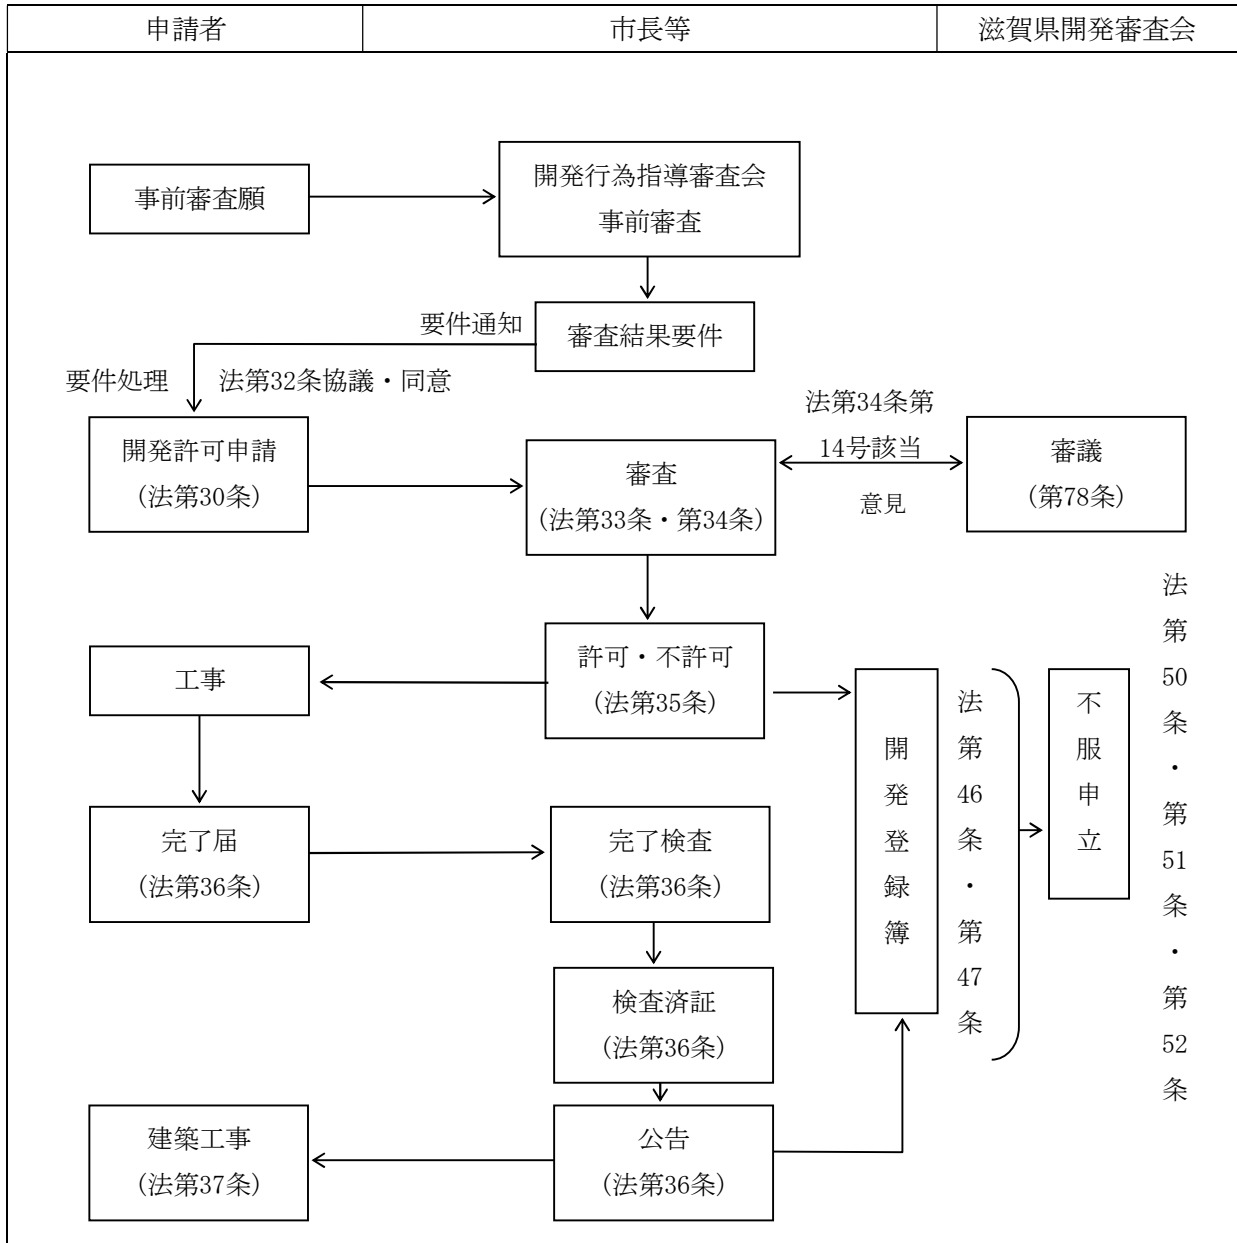 申請者
市長等
滋賀県開発審査会
事前審査願
開発行為指導審査会
事前審査
要件通知
審査結果要件
要件処理
法第32条協議・同意
法第34条第
14号該当
意見
開発許可申請
(法第30条)
審査
(法第33条・第34条)
審議
(第78条)
工事
許可・不許可
(法第35条)
開発登録簿
法第46条・第47条
不服申立
法第50条・第51条・第52条
完了届
(法第36条)
完了検査
(法第36条)
検査済証
(法第36条)
建築工事
(法第37条)
公告
(法第36条)